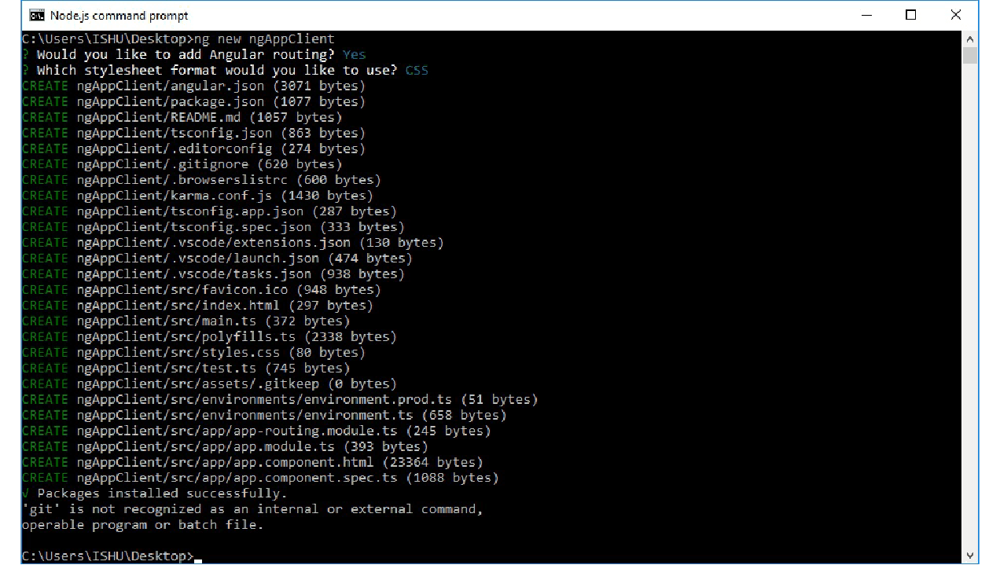 Node.js command prompt
C:\Users\ISHU\Desktop>ng new ngAppClient
? Would you like to add Angular routing? Yes
? Which stylesheet format would you like to use? CSS
CREATE ngAppClient/angular.json (3071 bytes)
CREATE ngAppClient/package.json (1077 bytes)
CREATE ngAppClient/README.md (1057 bytes)
CREATE ngAppClient/tsconfig.json (863 bytes)
CREATE ngAppClient/.editorconfig (274 bytes)
CREATE ngAppClient/.gitignore (620 bytes)
CREATE ngAppClient/.browserslistrc (600 bytes)
CREATE ngAppClient/karma.conf.js (1430 bytes)
CREATE ngAppClient/tsconfig.app.json (287 bytes)
CREATE ngAppClient/tsconfig.spec.json (333 bytes)
CREATE ngAppClient/.vscode/extensions.json (130 bytes)
CREATE ngAppClient/.vscode/launch.json (474 bytes)
CREATE ngAppClient/.vscode/tasks.json (938 bytes)
CREATE ngAppClient/src/favicon.ico (948 bytes)
CREATE ngAppClient/src/index.html (297 bytes)
CREATE ngAppClient/src/main.ts (372 bytes)
CREATE ngAppClient/src/polyfills.ts (2338 bytes)
CREATE ngAppClient/src/styles.css (80 bytes)
CREATE ngAppClient/src/test.ts (745 bytes)
CREATE ngAppClient/src/assets/.gitkeep (0 bytes)
CREATE ngAppClient/src/environments/environment.prod.ts (51 bytes)
CREATE ngAppClient/src/environments/environment.ts (658 bytes)
CREATE ngAppClient/src/app/app-routing.module.ts (245 bytes)
CREATE ngAppClient/src/app/app.module.ts (393 bytes)
CREATE ngAppClient/src/app/app.component.html (23364 bytes)
CREATE ngAppClient/src/app/app.component.spec.ts (1088 bytes)
√ Packages installed successfully.
'git' is not recognized as an internal or external command,
operable program or batch file.
C:\Users\ISHU\Desktop>